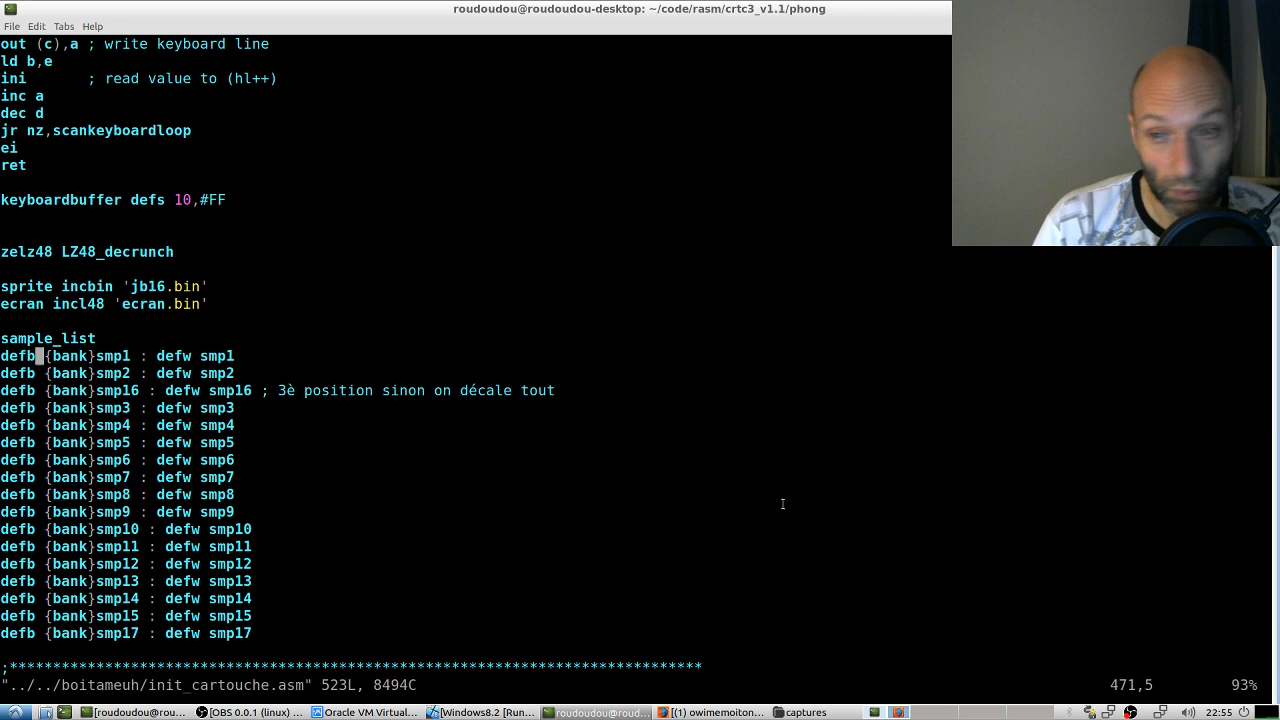 roudoudou@roudoudou-desktop: ~/code/rasm/crtc3_v1.1/phong
File Edit Tabs Help
out (c),a ; write keyboard line
ld b,e
ini ; read value to (hl++)
inc a
dec d
jr nz,scankeyboardloop
ei
ret
keyboardbuffer defs 10,#FF
zelz48 LZ48_decrunch
sprite incbin 'jb16.bin'
ecran incl48 'ecran.bin'
sample_list
defb {bank}smp1 : defw smp1
defb {bank}smp2 : defw smp2
defb {bank}smp16 : defw smp16 ; 3è position sinon on décale tout
defb {bank}smp3 : defw smp3
defb {bank}smp4 : defw smp4
defb {bank}smp5 : defw smp5
defb {bank}smp6 : defw smp6
defb {bank}smp7 : defw smp7
defb {bank}smp8 : defw smp8
defb {bank}smp9 : defw smp9
defb {bank}smp10 : defw smp10
defb {bank}smp11 : defw smp11
defb {bank}smp12 : defw smp12
defb {bank}smp13 : defw smp13
defb {bank}smp14 : defw smp14
defb {bank}smp15 : defw smp15
defb {bank}smp17 : defw smp17
;********************************************************************************
"../../boitameuh/init_cartouche.asm" 523L, 8494C 471,5 93%
[roudoudou@rou... [OBS 0.0.1 (linux) ... Oracle VM Virtual... [Windows8.2 [Run... roudoudou@roud... [(1) owimemoiton... captures 22:55